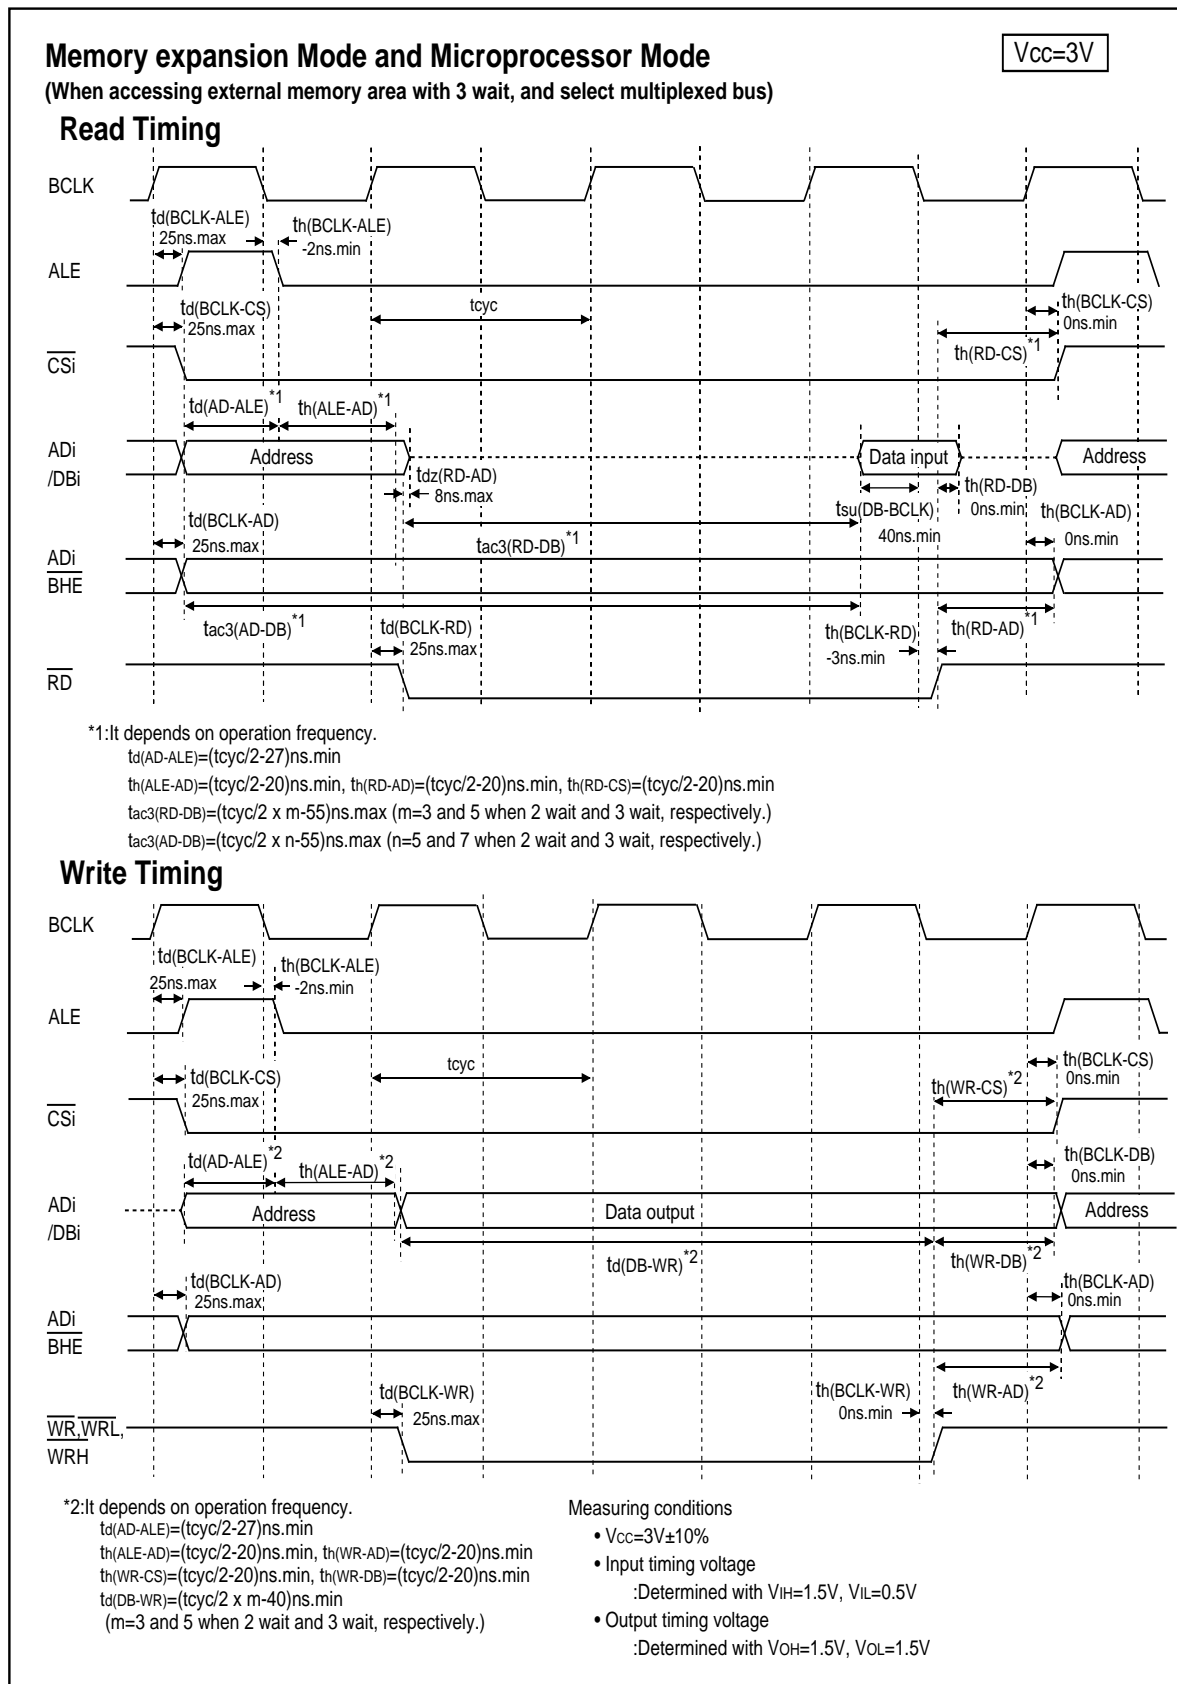 Memory expansion Mode and Microprocessor Mode
Vcc=3V
(When accessing external memory area with 3 wait, and select multiplexed bus)
Read Timing
BCLK
td(BCLK-ALE)
25ns.max
th(BCLK-ALE)
-2ns.min
ALE
td(BCLK-CS)
25ns.max
tcyc
th(BCLK-CS)
0ns.min
th(RD-CS)*1
CSi
td(AD-ALE)*1
th(ALE-AD)*1
ADi
/DBi
Address
Data input
Address
tdz(RD-AD)
8ns.max
th(RD-DB)
0ns.min
tsu(DB-BCLK)
40ns.min
td(BCLK-AD)
25ns.max
tac3(RD-DB)*1
th(BCLK-AD)
0ns.min
ADi
BHE
tac3(AD-DB)*1
td(BCLK-RD)
25ns.max
th(BCLK-RD)
-3ns.min
th(RD-AD)*1
RD
*1:It depends on operation frequency.
td(AD-ALE)=(tcyc/2-27)ns.min
th(ALE-AD)=(tcyc/2-20)ns.min, th(RD-AD)=(tcyc/2-20)ns.min, th(RD-CS)=(tcyc/2-20)ns.min
tac3(RD-DB)=(tcyc/2 x m-55)ns.max (m=3 and 5 when 2 wait and 3 wait, respectively.)
tac3(AD-DB)=(tcyc/2 x n-55)ns.max (n=5 and 7 when 2 wait and 3 wait, respectively.)
Write Timing
BCLK
td(BCLK-ALE)
25ns.max
th(BCLK-ALE)
-2ns.min
ALE
td(BCLK-CS)
25ns.max
tcyc
th(BCLK-CS)
0ns.min
th(WR-CS)*2
CSi
td(AD-ALE)*2
th(ALE-AD)*2
th(BCLK-DB)
0ns.min
ADi
/DBi
Address
Data output
Address
td(DB-WR)*2
th(WR-DB)*2
td(BCLK-AD)
25ns.max
th(BCLK-AD)
0ns.min
ADi
BHE
td(BCLK-WR)
25ns.max
th(BCLK-WR)
0ns.min
th(WR-AD)*2
WR,WRL,
WRH
*2:It depends on operation frequency.
td(AD-ALE)=(tcyc/2-27)ns.min
th(ALE-AD)=(tcyc/2-20)ns.min, th(WR-AD)=(tcyc/2-20)ns.min
th(WR-CS)=(tcyc/2-20)ns.min, th(WR-DB)=(tcyc/2-20)ns.min
td(DB-WR)=(tcyc/2 x m-40)ns.min
(m=3 and 5 when 2 wait and 3 wait, respectively.)
Measuring conditions
• VCC=3V±10%
• Input timing voltage
:Determined with VIH=1.5V, VIL=0.5V
• Output timing voltage
:Determined with VOH=1.5V, VOL=1.5V